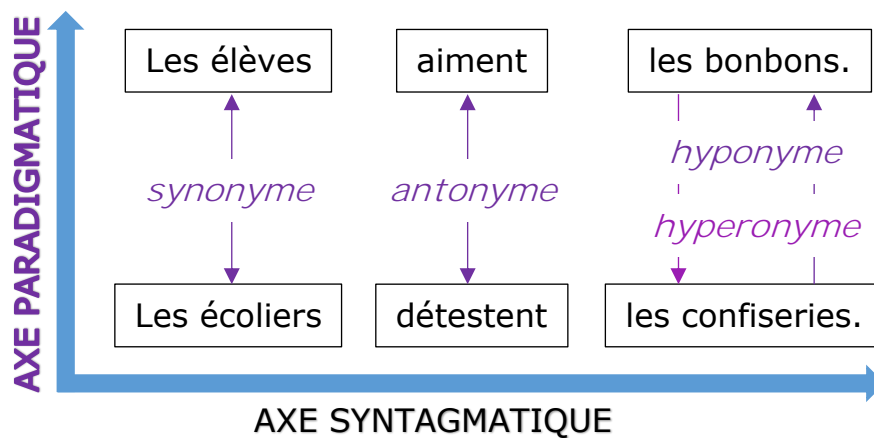 AXE PARADIGMATIQUE
Les élèves
aiment
les bonbons.
synonyme
antonyme
hyponyme
hyperonyme
Les écoliers
détestent
les confiseries.
AXE SYNTAGMATIQUE